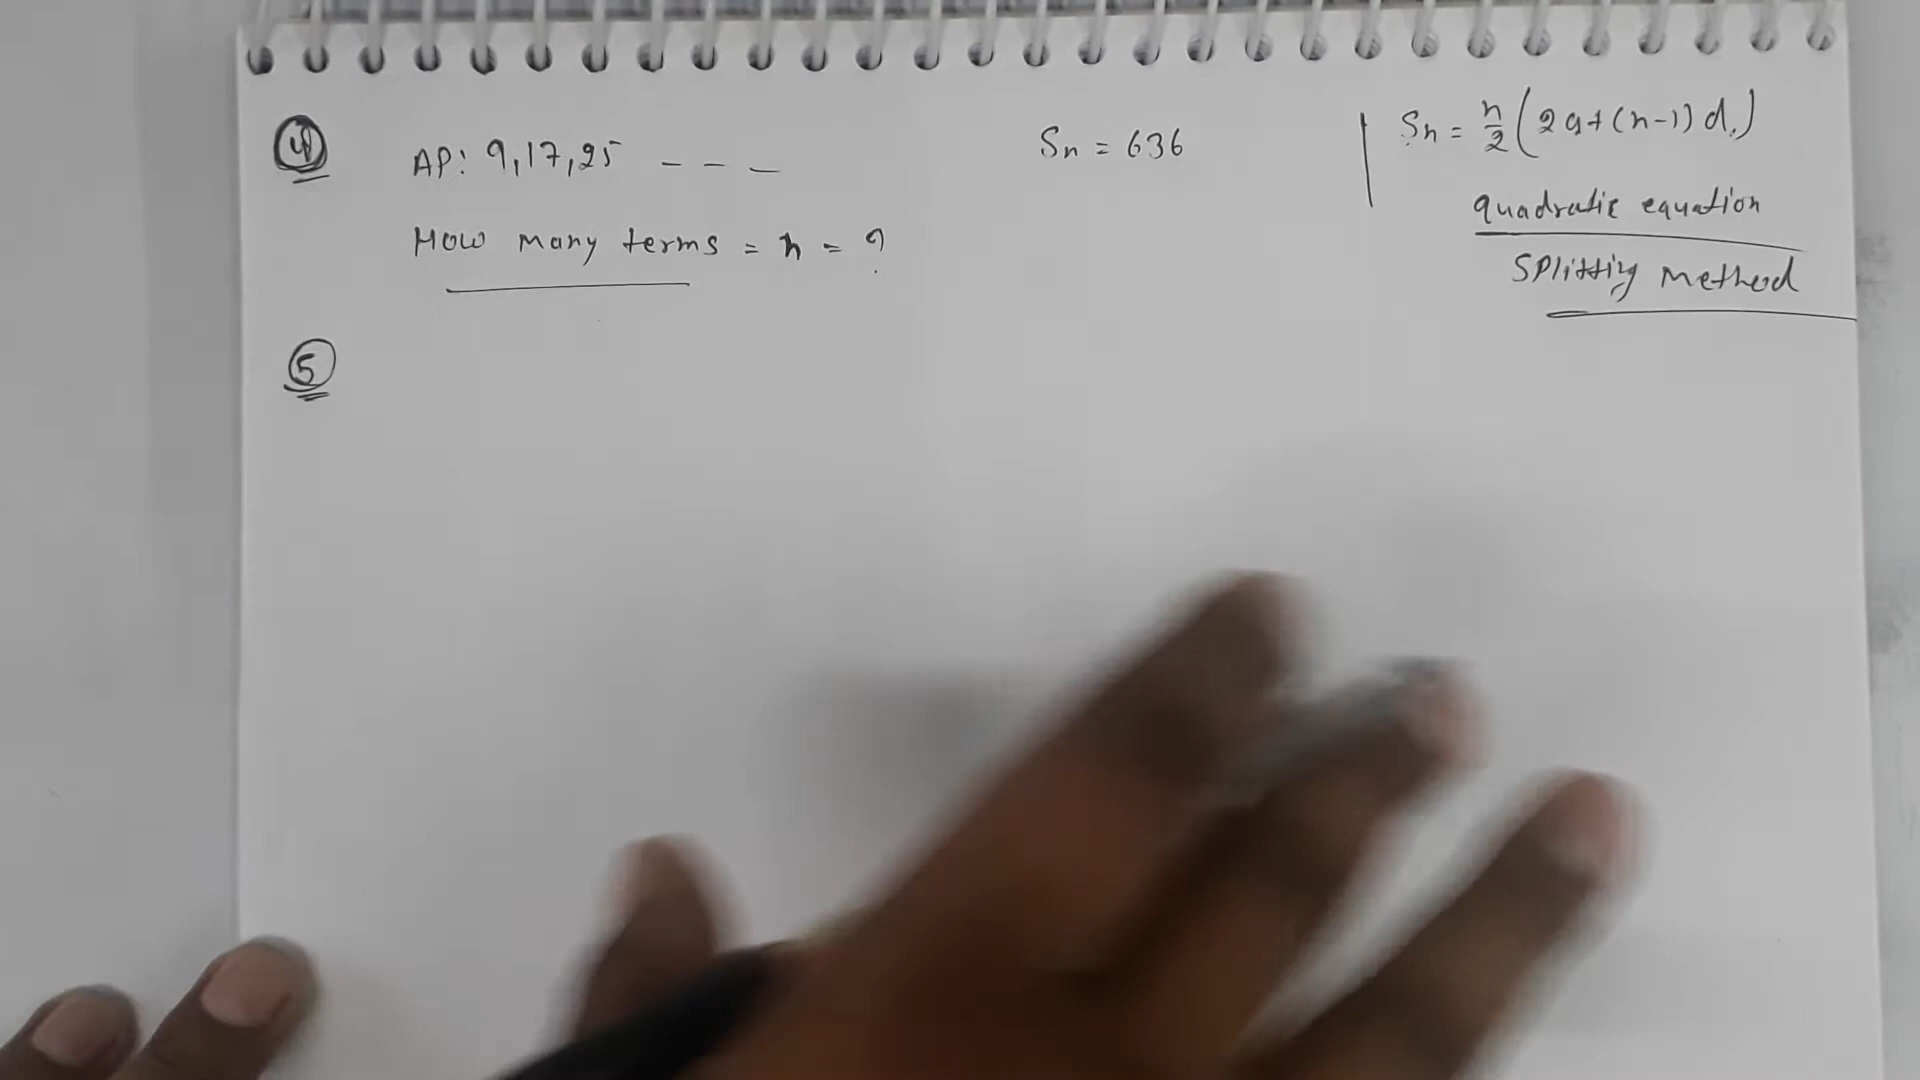 ④ AP: 9,17,25 _ _ _
Sn = 636
Sn = n/2 (2a+(n-1)d.)
quadratic equation
Splitting Method
How many terms = n = ?
⑤